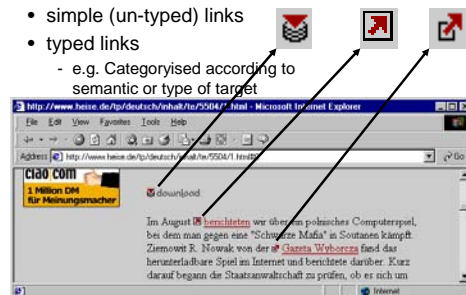 • simple (un-typed) links
• typed links
- e.g. Categoryised according to
semantic or type of target
http://www.heise.de/tp/deutsch/inhalt/te/5504/1.html - Microsoft Internet Explorer
File Edit View Favorites Tools Help
Address http://www.heise.de/tp/deutsch/inhalt/te/5504/1.html Go
ciao.com
1 Million DM
für Meinungsmacher
download
Im August berichteten wir über ein polnisches Computerspiel,
bei dem man gegen eine "Schwarze Mafia" in Soutanen kämpft.
Ziemowit R. Nowak von der Gazeta Wyborcza fand das
herunterladbare Spiel im Internet und berichtete darüber. Kurz
darauf begann die Staatsanwaltschaft zu prüfen, ob es sich um
Internet